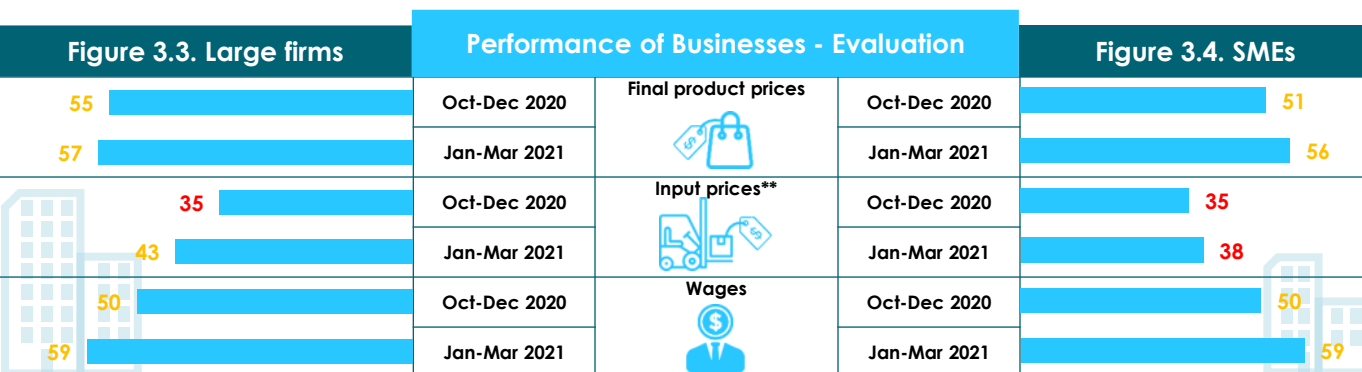 Figure 3.3. Large firms
Performance of Businesses - Evaluation
Figure 3.4. SMEs
55
Oct-Dec 2020
Final product prices
Oct-Dec 2020
51
$
57
Jan-Mar 2021
Jan-Mar 2021
56
35
Oct-Dec 2020
Input prices**
Oct-Dec 2020
35
$
43
Jan-Mar 2021
Jan-Mar 2021
38
50
Oct-Dec 2020
Wages
Oct-Dec 2020
50
$
59
Jan-Mar 2021
Jan-Mar 2021
59